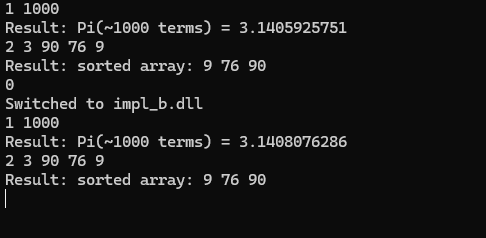 1 1000
Result: Pi(~1000 terms) = 3.1405925751
2 3 90 76 9
Result: sorted array: 9 76 90
0
Switched to impl_b.dll
1 1000
Result: Pi(~1000 terms) = 3.1408076286
2 3 90 76 9
Result: sorted array: 9 76 90